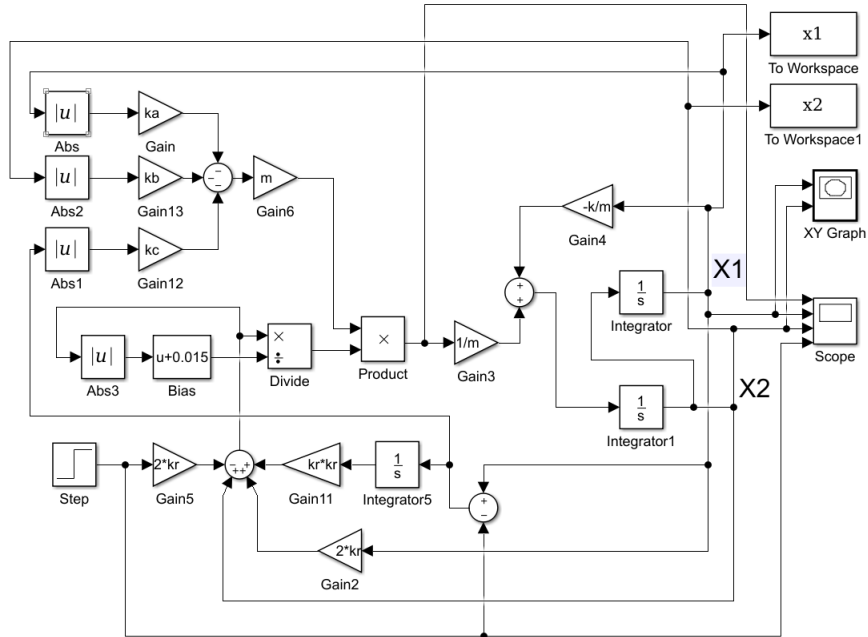 x1
To Workspace
x2
To Workspace1
|u|
Abs
ka
Gain
|u|
Abs2
kb
Gain13
−
−
−
m
Gain6
|u|
Abs1
kc
Gain12
-k/m
Gain4
XY Graph
X1
+
+
1
s
Integrator
|u|
Abs3
u+0.015
Bias
×
÷
Divide
×
Product
1/m
Gain3
Scope
X2
1
s
Integrator1
Step
2*kr
Gain5
−
+
+
+
kr*kr
Gain11
1
s
Integrator5
+
−
2*kr
Gain2